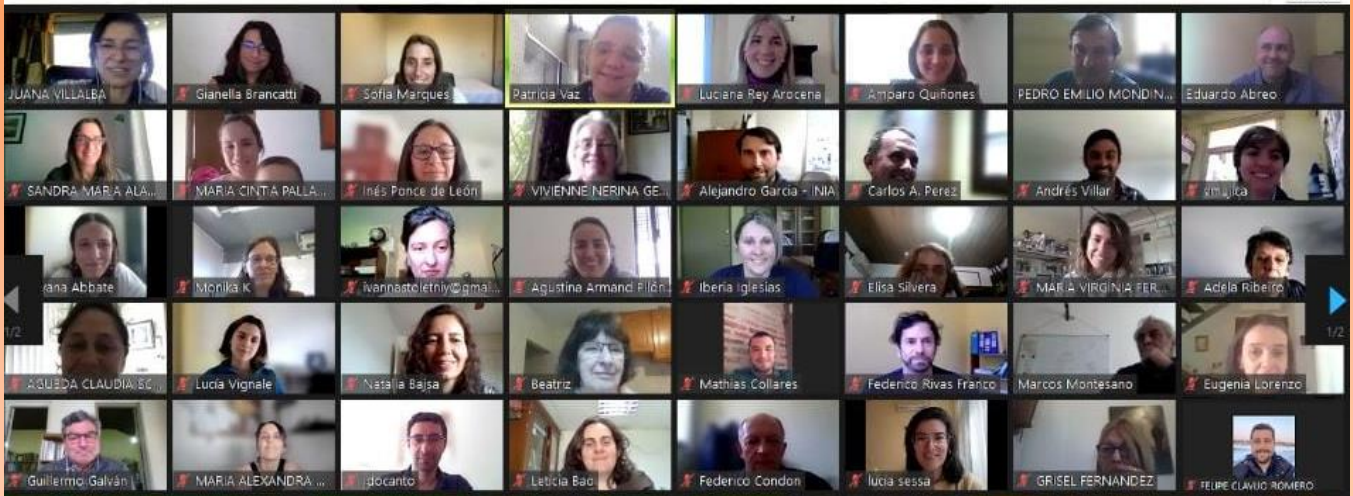 JUANA VILLALBA
Gianella Brancatti
Sofía Marques
Patricia Vaz
Luciana Rey Arocena
Amparo Quiñones
PEDRO EMILIO MONDIN...
Eduardo Abreo
SANDRA MARIA ALA...
MARIA CINTIA PALLA...
Inés Ponce de León
VIVIENNE NERINA GE...
Alejandro García - INIA
Carlos A. Perez
Andrés Villar
vmujica
Abbate
Monika K
ivannastoletniy@gmai...
Agustina Armand Pilón
Iberia Iglesias
Elisa Silvera
MARIA VIRGINIA FER...
Adela Ribeiro
1/2
1/2
AGUEDA CLAUDIA SC...
Lucía Vignale
Natalia Bajsa
Beatriz
Mathias Collares
Federico Rivas Franco
Marcos Montesano
Eugenia Lorenzo
Guillermo Galván
MARIA ALEXANDRA ...
jdocanto
Leticia Bao
Federico Condon
lucia sessa
GRISEL FERNANDEZ
FELIPE CLAVIJO ROMERO